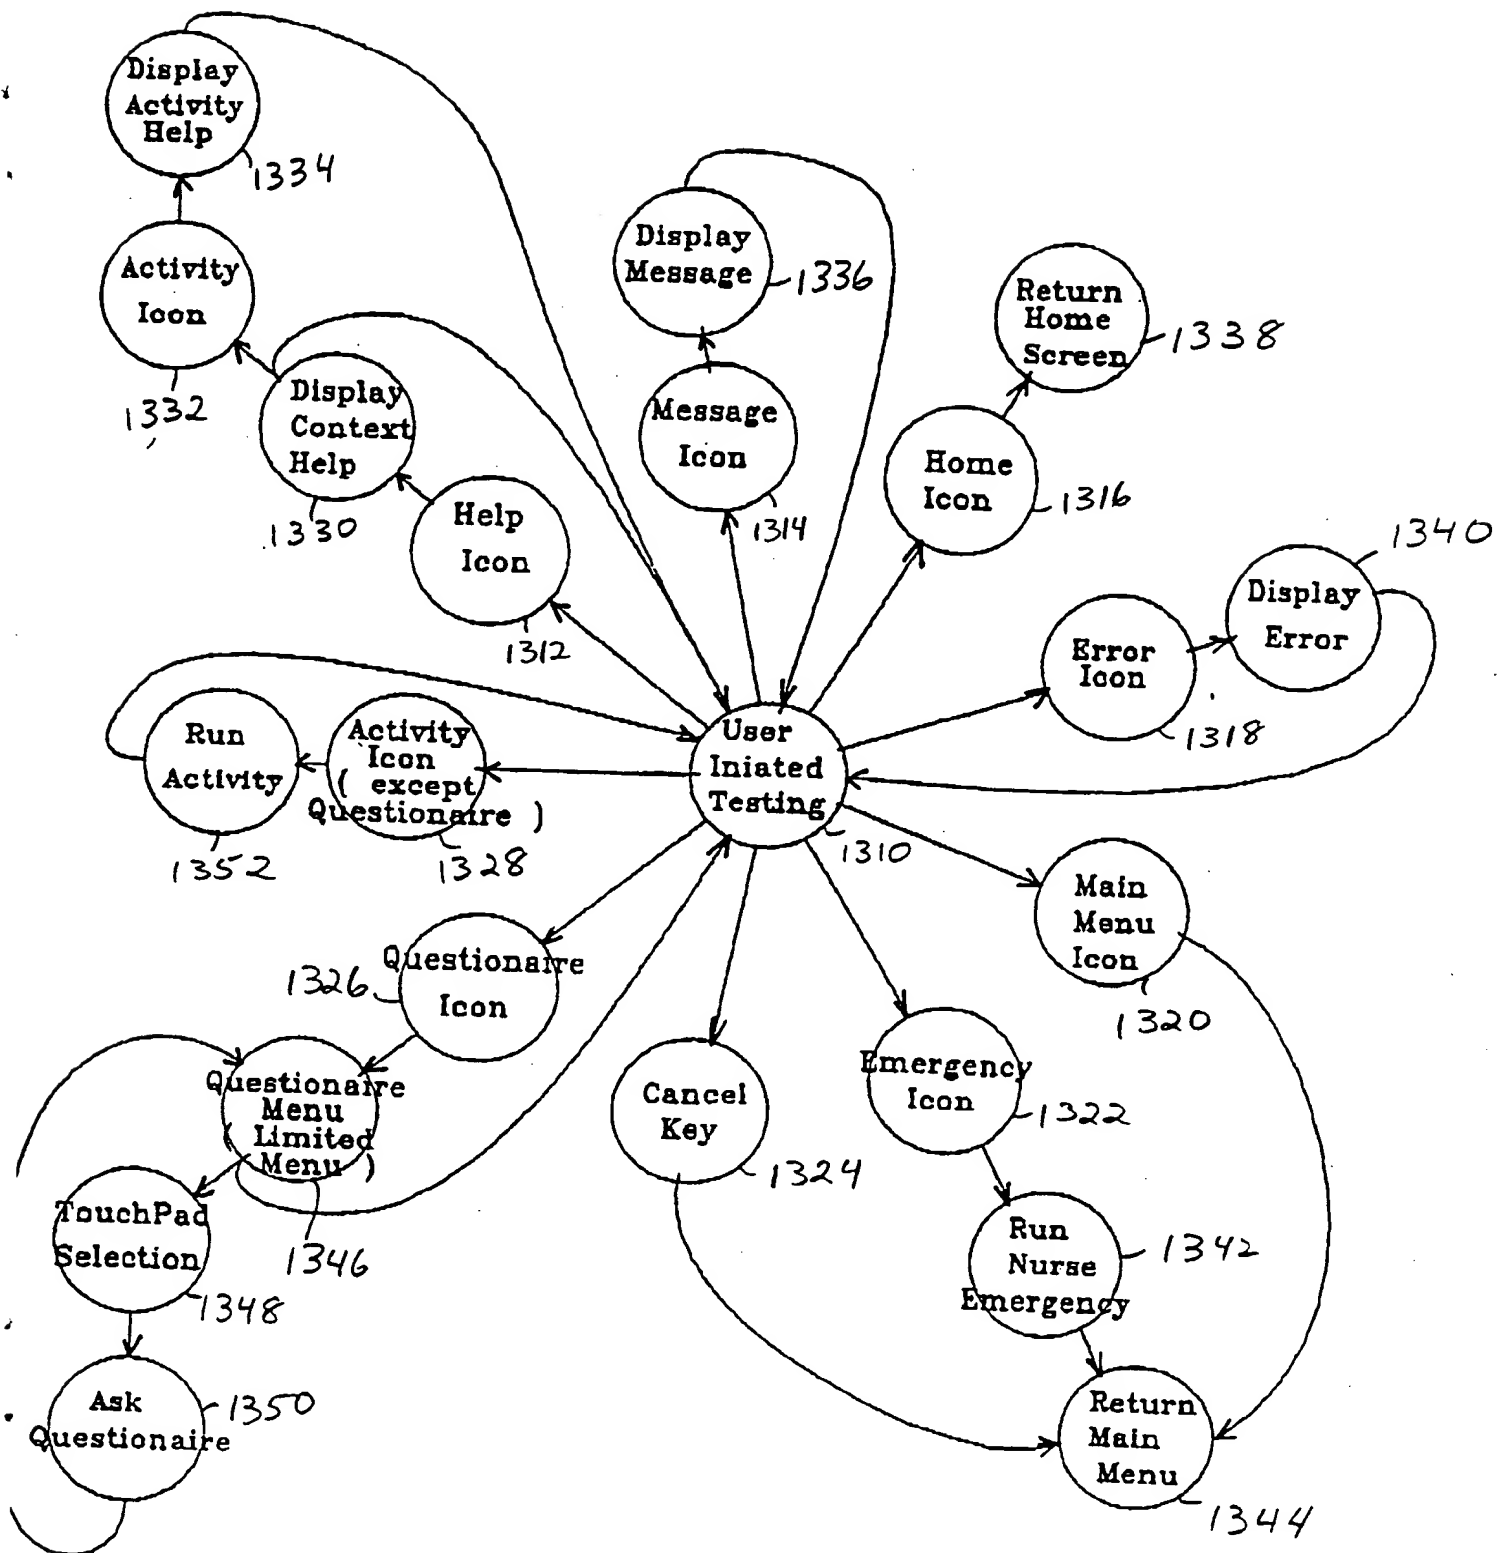 Display
Activity
Help
1334
Activity
Icon
1332
Display
Context
Help
1330
Help
Icon
1312
Display
Message
1336
Message
Icon
1314
Return
Home
Screen
1338
Home
Icon
1316
1340
Display
Error
Error
Icon
1318
Run
Activity
1352
Activity
Icon
( except
Questionaire )
1328
User
Iniated
Testing
1310
Main
Menu
Icon
1320
Questionaire
Icon
1326
Questionaire
Menu
( Limited
Menu )
1346
TouchPad
Selection
1348
Ask
Questionaire
1350
Cancel
Key
1324
Emergency
Icon
1322
Run
Nurse
Emergency
1342
Return
Main
Menu
1344